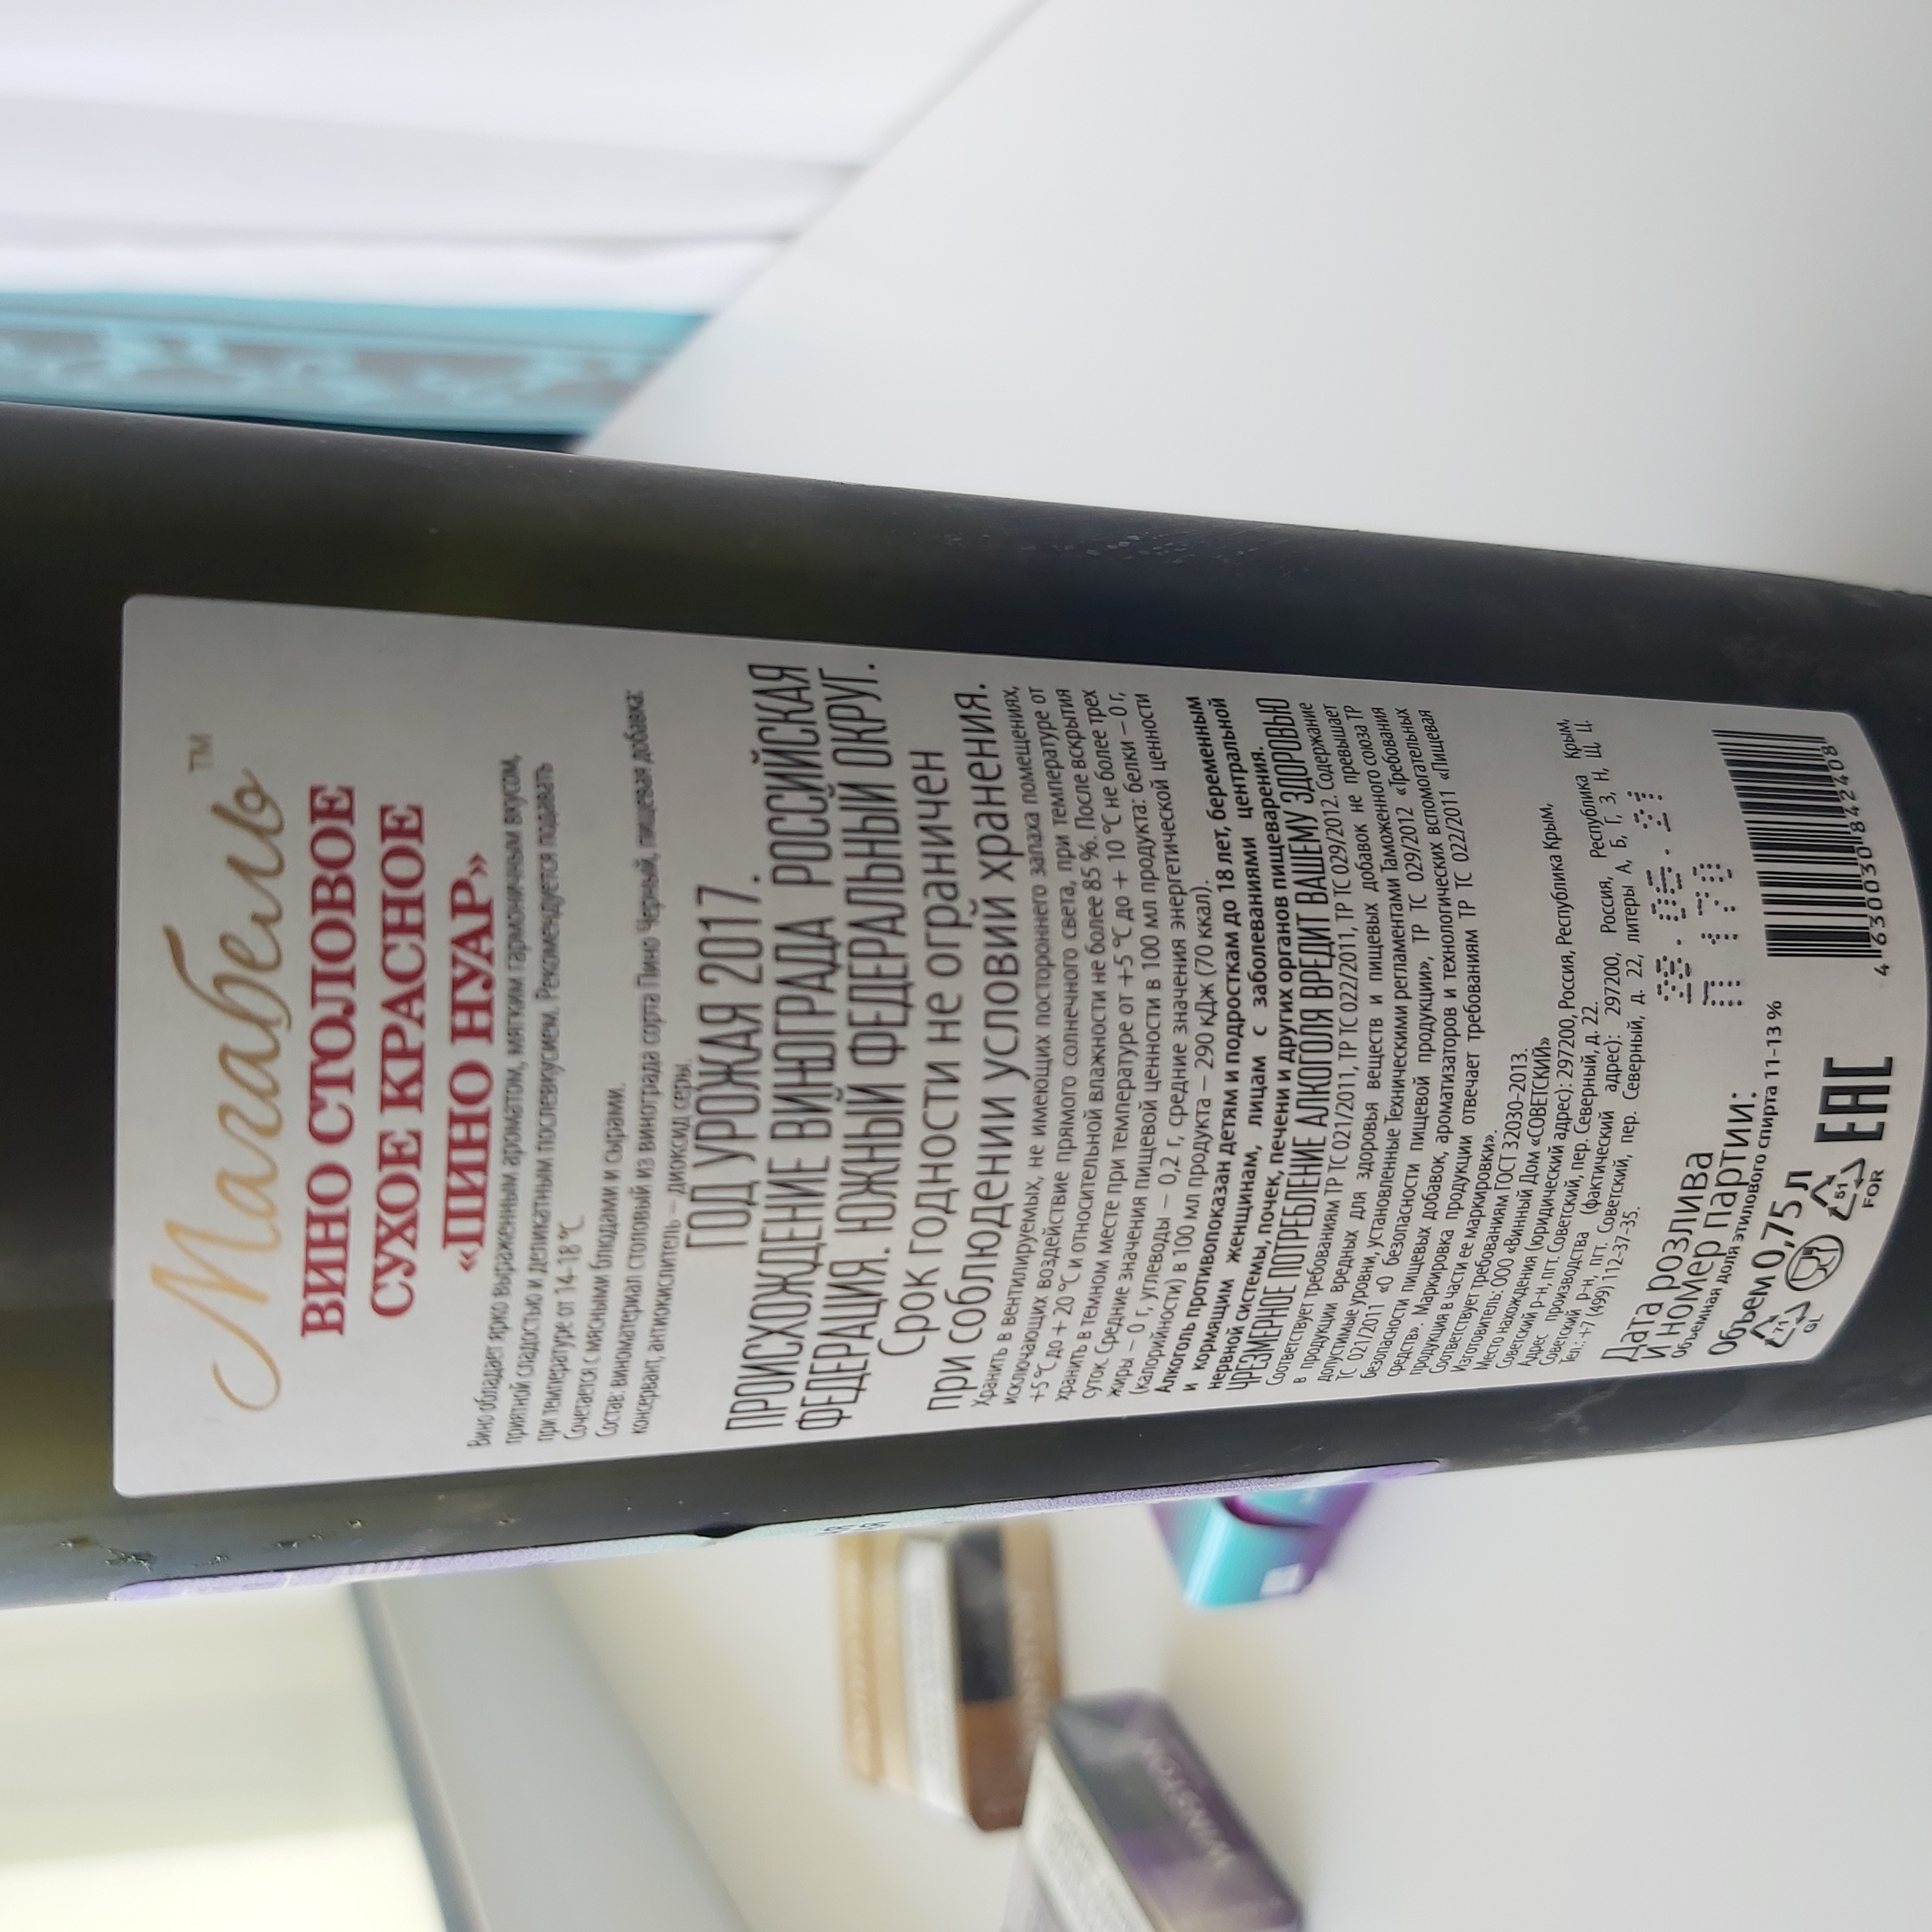 Магабело
TM
ВИНО СТОЛОВОЕ
СУХОЕ КРАСНОЕ
«ПИНО НУАР»
Вино обладает ярко выраженным ароматом, мягким гармоничным вкусом,
приятной сладостью и деликатным послевкусием. Рекомендуется подавать
при температуре от 14-18 °С.
Сочетается с мясными блюдами и сырами.
Состав: виноматериал столовый из винограда сорта Пино Черный, пищевая добавка:
консервант, антиокислитель – диоксид серы.
ГОД УРОЖАЯ 2017.
ПРОИСХОЖДЕНИЕ ВИНОГРАДА РОССИЙСКАЯ
ФЕДЕРАЦИЯ. ЮЖНЫЙ ФЕДЕРАЛЬНЫЙ ОКРУГ.
Срок годности не ограничен
при соблюдении условий хранения.
Хранить в вентилируемых, не имеющих постороннего запаха помещениях,
исключающих воздействие прямого солнечного света, при температуре от
+5 °С до + 20 °С и относительной влажности не более 85 %. После вскрытия
хранить в темном месте при температуре от +5 °С до + 10 °С не более трех
суток. Средние значения пищевой ценности в 100 мл продукта: белки – 0 г,
жиры – 0 г, углеводы – 0,2 г, средние значения энергетической ценности
(калорийности) в 100 мл продукта – 290 кДж (70 ккал).
Алкоголь противопоказан детям и подросткам до 18 лет, беременным
и кормящим женщинам, лицам с заболеваниями центральной
нервной системы, почек, печени и других органов пищеварения.
ЧРЕЗМЕРНОЕ ПОТРЕБЛЕНИЕ АЛКОГОЛЯ ВРЕДИТ ВАШЕМУ ЗДОРОВЬЮ
Соответствует требованиям ТР ТС 021/2011, ТР ТС 022/2011, ТР ТС 029/2012. Содержание
в продукции вредных для здоровья веществ и пищевых добавок не превышает
допустимые уровни, установленные Техническими регламентами Таможенного союза ТР
ТС 021/2011 «О безопасности пищевой продукции», ТР ТС 029/2012 «Требования
безопасности пищевых добавок, ароматизаторов и технологических вспомогательных
средств». Маркировка продукции отвечает требованиям ТР ТС 022/2011 «Пищевая
продукция в части ее маркировки».
Соответствует требованиям ГОСТ 32030-2013.
Изготовитель: ООО «Винный Дом «СОВЕТСКИЙ»
Место нахождения (юридический адрес): 297200, Россия, Республика Крым,
Советский р-н, пгт. Советский, пер. Северный, д. 22.
Адрес производства (фактический адрес): 297200, Россия, Республика Крым,
Советский р-н, пгт. Советский, пер. Северный, д. 22, литеры А, Б, Г, З, Н, Щ, Ц.
Тел.: +7 (499) 112-37-35.
Дата розлива
и номер партии:
Объемная доля этилового спирта 11-13 %
Объем 0,75 л
71
GL
51
FOR
EAC
4 630030 842408
WINSTON